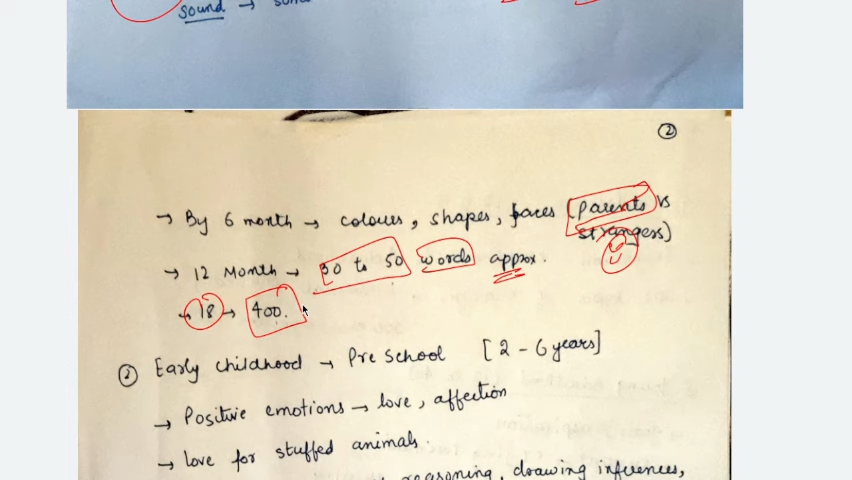 sound →
②
→ By 6 month → colours, shapes, faces (parents vs
strangers)
→ 12 Month → 30 to 50 words approx.
→ 18 → 400.
② Early childhood → Pre School [2 - 6 years]
→ Positive emotions → love, affection
→ love for stuffed animals.
reasoning, drawing inferences,